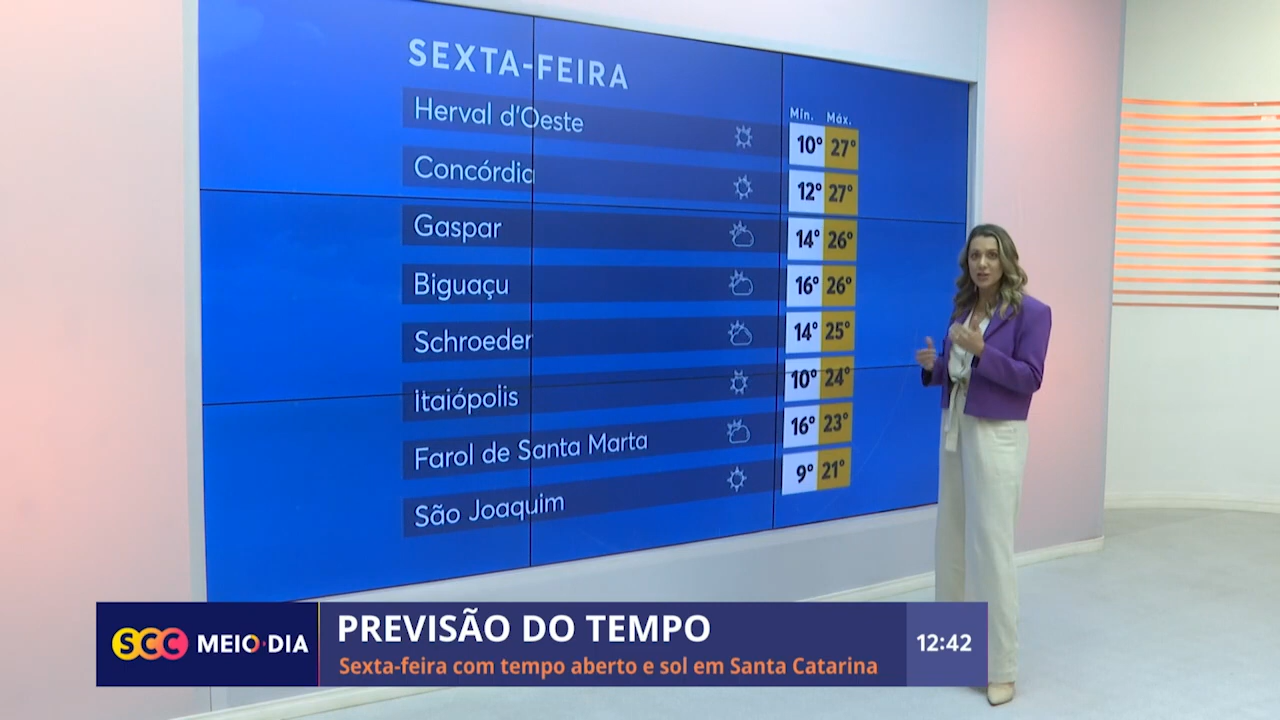 SEXTA-FEIRA
Mín. Máx.
Herval d'Oeste 10° 27°
Concórdia 12° 27°
Gaspar 14° 26°
Biguaçu 16° 26°
Schroeder 14° 25°
Itaiópolis 10° 24°
Farol de Santa Marta 16° 23°
São Joaquim 9° 21°
SCC MEIO-DIA
PREVISÃO DO TEMPO
Sexta-feira com tempo aberto e sol em Santa Catarina
12:42